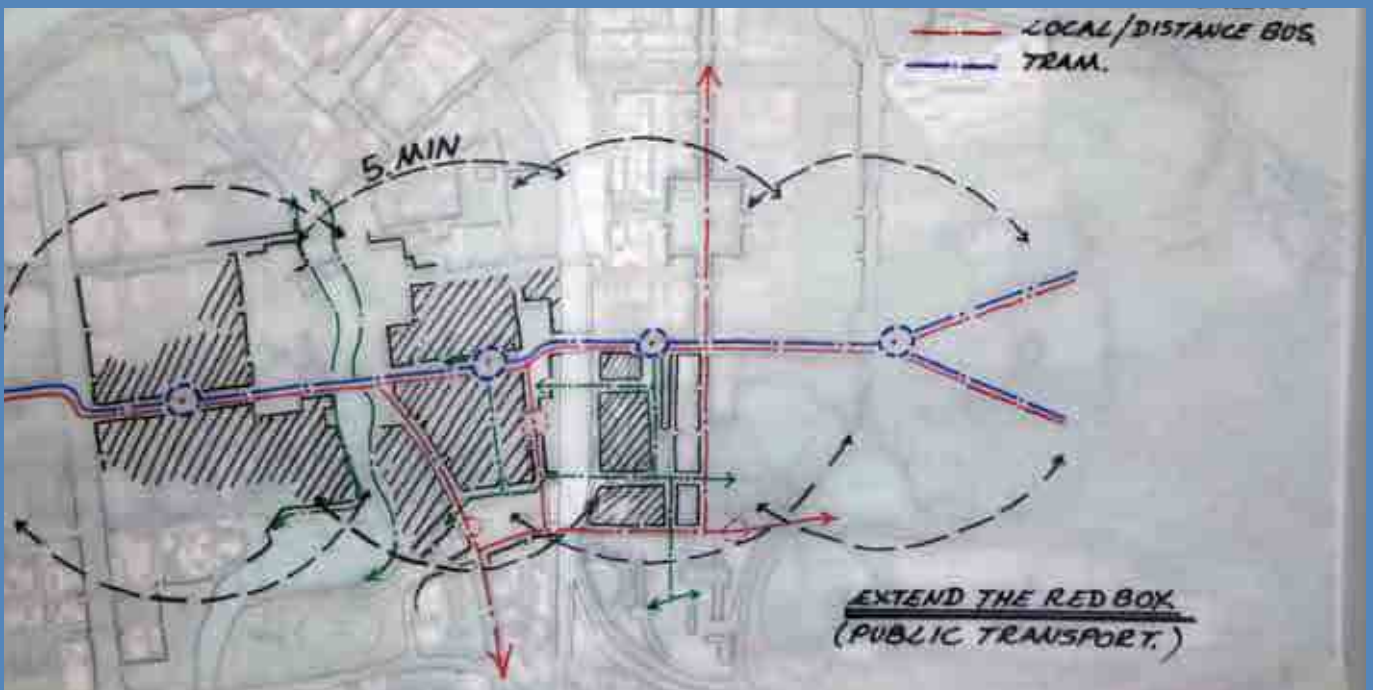 LOCAL/DISTANCE BUS
TRAM.
5 MIN
EXTEND THE RED BOX
(PUBLIC TRANSPORT.)